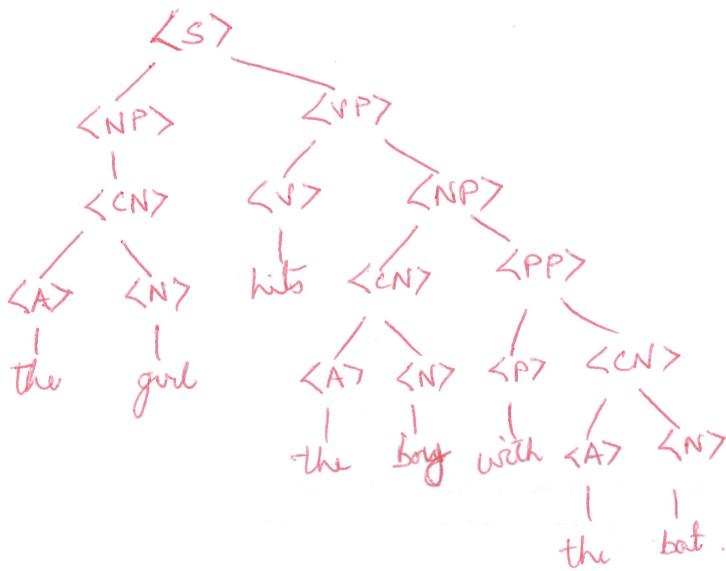 <S>
<NP> <VP>
<CN> <V> <NP>
<A> <N> hits <CN> <PP>
the girl <A> <N> <P> <CN>
the boy with <A> <N>
the bat.